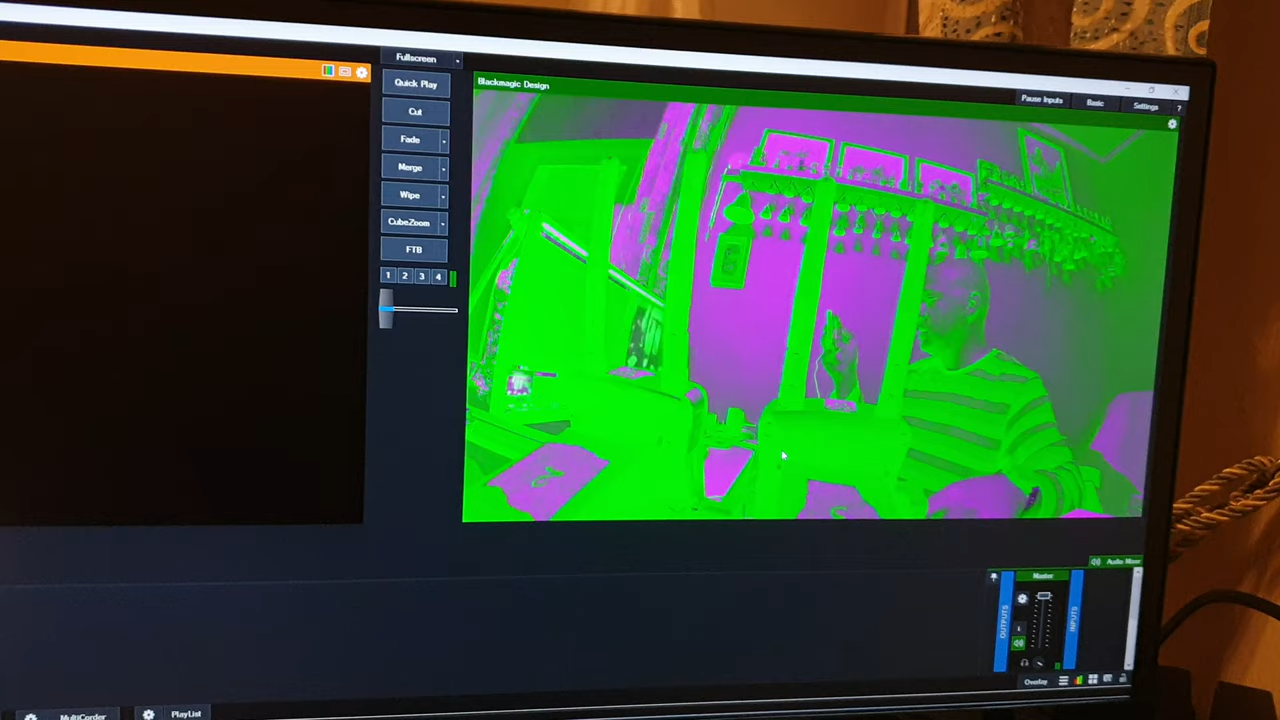 Fullscreen
Quick Play
Cut
Fade
Merge
Wipe
CubeZoom
FTB
1 2 3 4
Blackmagic Design
Pause Inputs Basic Settings ?
Audio Mixer
Master
OUTPUTS
INPUTS
L
Overlay
MultiCorder PlayList